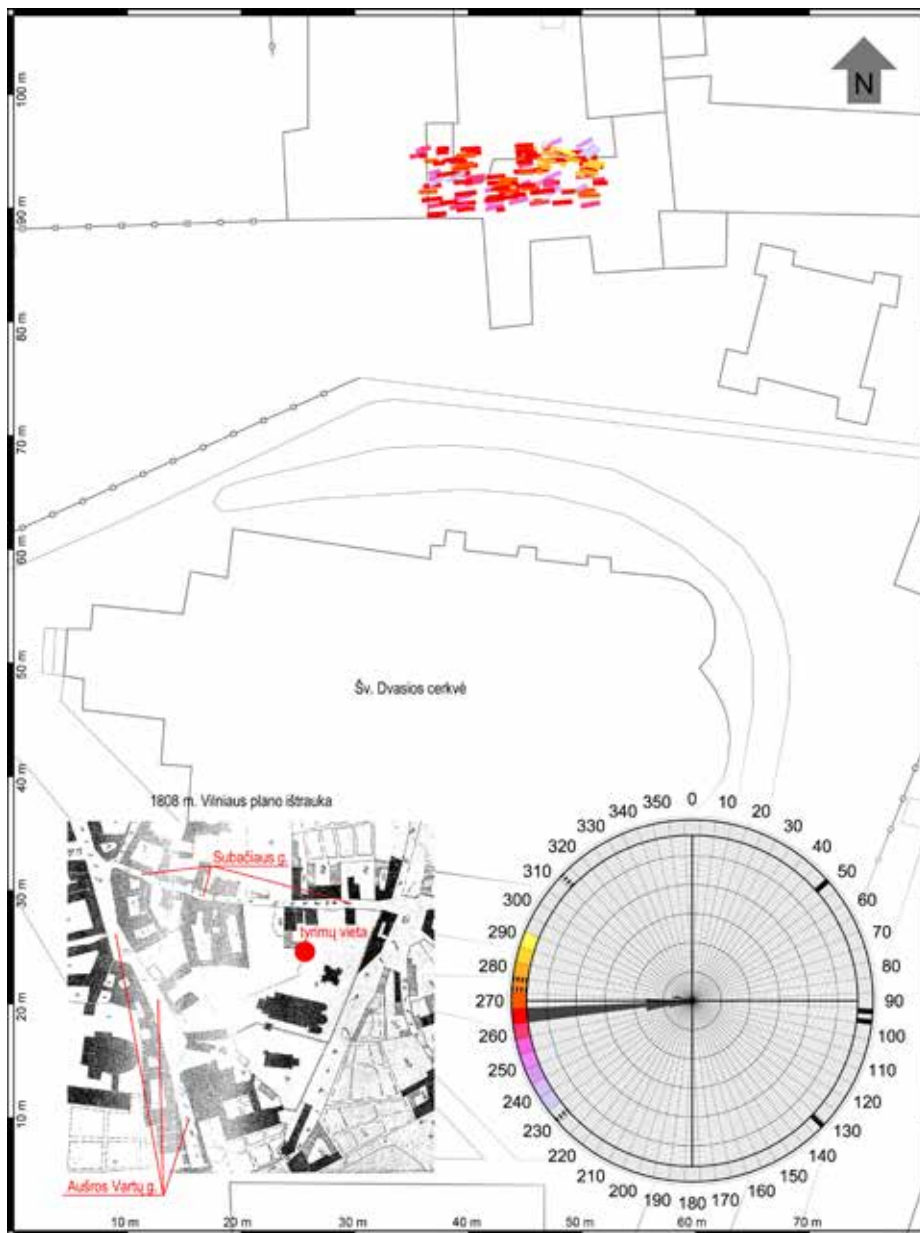 N
100 m
90 m
80 m
70 m
60 m
50 m
40 m
30 m
20 m
10 m
Šv. Dvasios cerkvė
1808 m. Vilniaus plano ištrauka
Subačiaus g.
tyrimų vieta
Aušros Vartų g.
0
10
20
30
40
50
60
70
80
90
100
110
120
130
140
150
160
170
180
190
200
210
220
230
240
250
260
270
280
290
300
310
320
330
340
350
10 m
20 m
30 m
40 m
50 m
60 m
70 m